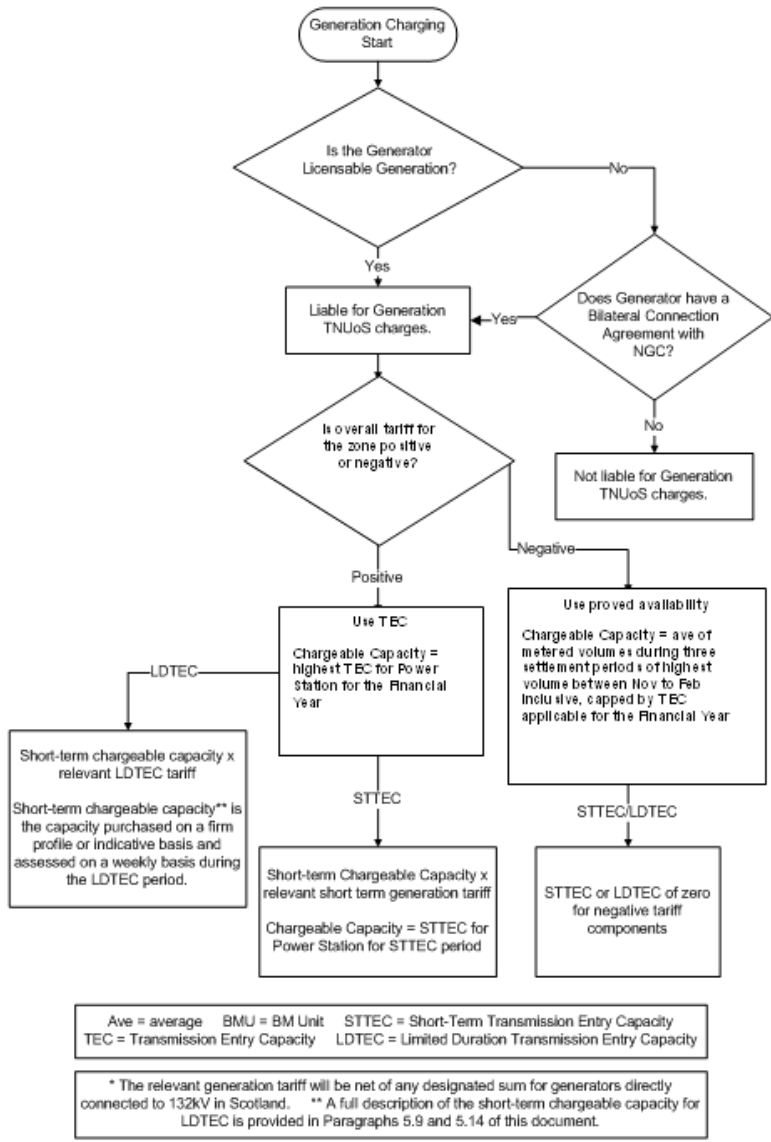 Generation Charging
Start
Is the Generator
Licensable Generation?
No
Yes
Does Generator have a
Bilateral Connection
Agreement with
NGC?
Liable for Generation
TNUoS charges.
Yes
No
Is overall tariff for
the zone positive
or negative?
Not liable for Generation
TNUoS charges.
Negative
Positive
Use TEC
Chargeable Capacity =
highest TEC for Power
Station for the Financial
Year
Use proved availability
Chargeable Capacity = ave of
metered volumes during three
settlement periods of highest
volume between Nov to Feb
inclusive, capped by TEC
applicable for the Financial Year
LDTEC
Short-term chargeable capacity x
relevant LDTEC tariff
Short-term chargeable capacity** is
the capacity purchased on a firm
profile or indicative basis and
assessed on a weekly basis during
the LDTEC period.
STTEC
STTEC/LDTEC
Short-term Chargeable Capacity x
relevant short term generation tariff
Chargeable Capacity = STTEC for
Power Station for STTEC period
STTEC or LDTEC of zero
for negative tariff
components
Ave = average BMU = BM Unit STTEC = Short-Term Transmission Entry Capacity
TEC = Transmission Entry Capacity LDTEC = Limited Duration Transmission Entry Capacity
* The relevant generation tariff will be net of any designated sum for generators directly
connected to 132kV in Scotland. ** A full description of the short-term chargeable capacity for
LDTEC is provided in Paragraphs 5.9 and 5.14 of this document.